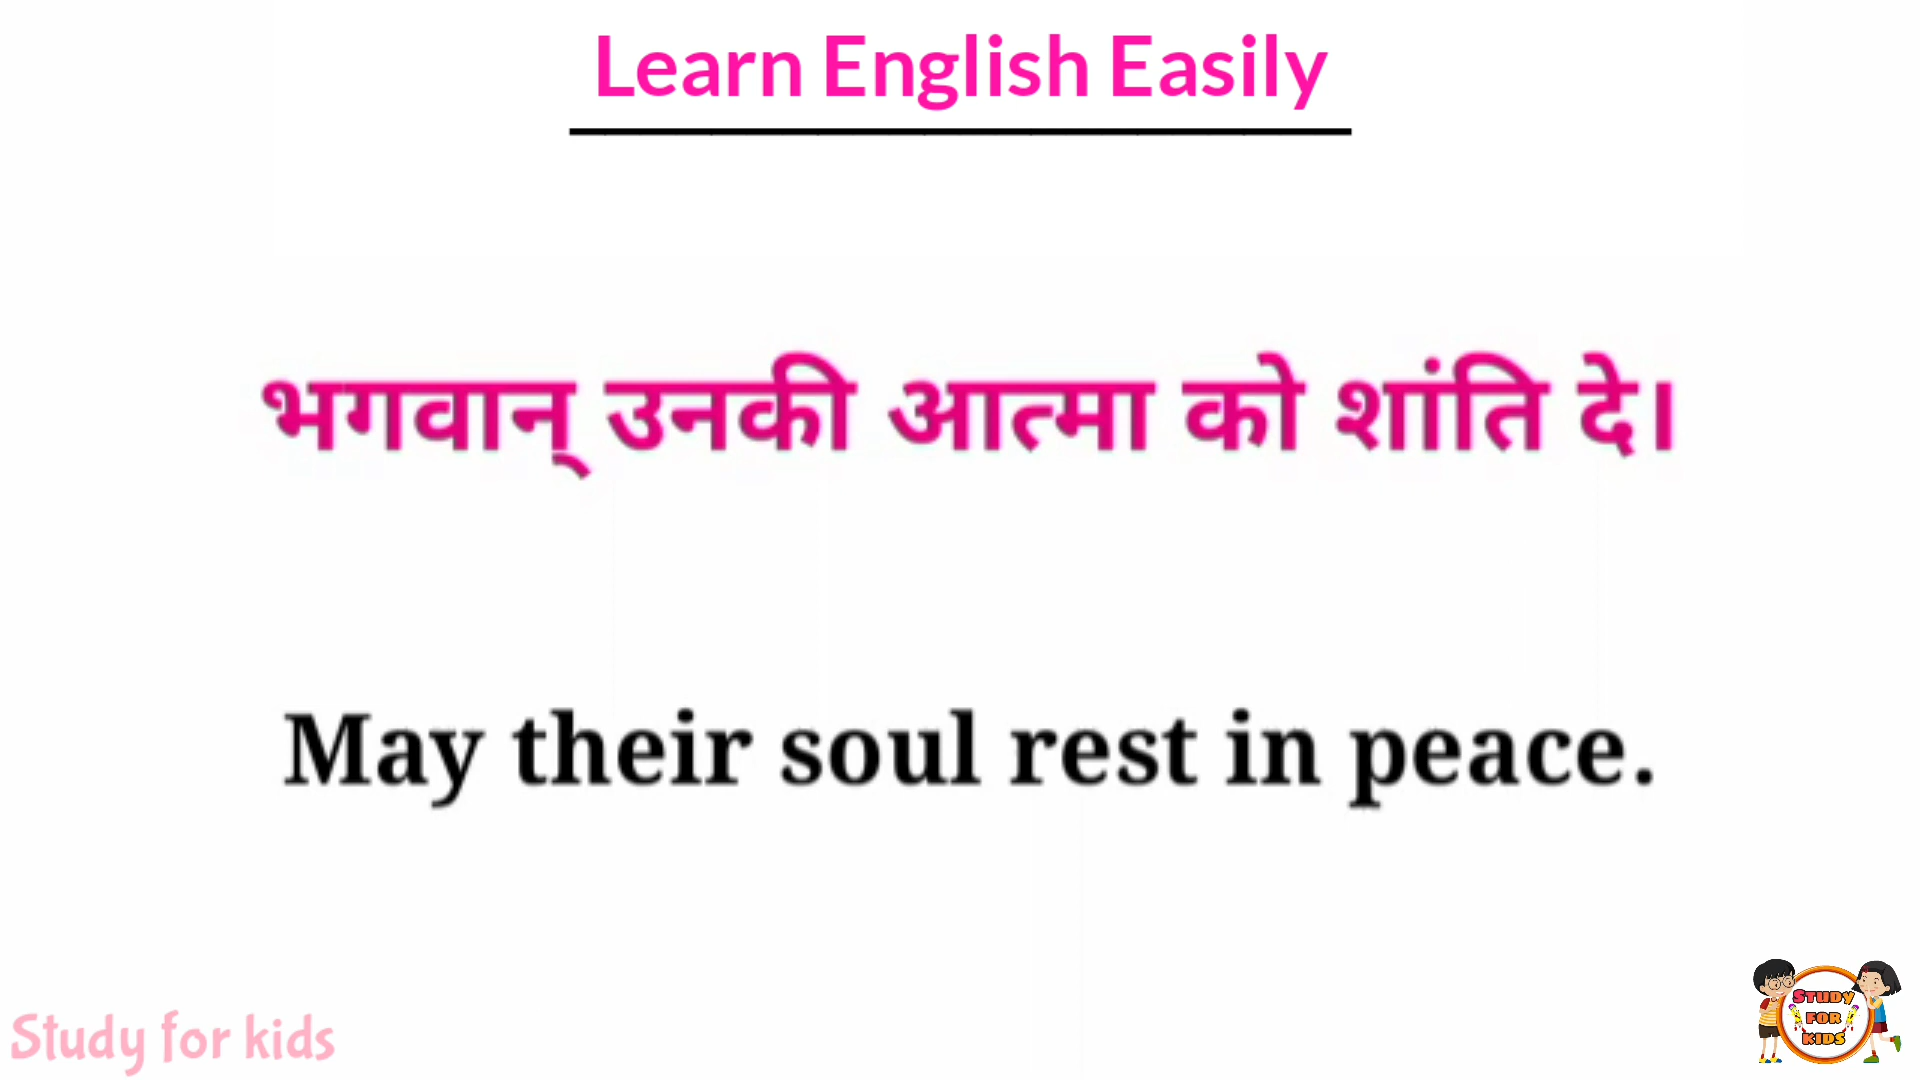 Learn English Easily
भगवान् उनकी आत्मा को शांति दे।
May their soul rest in peace.
Study for kids
STUDY
FOR
KIDS